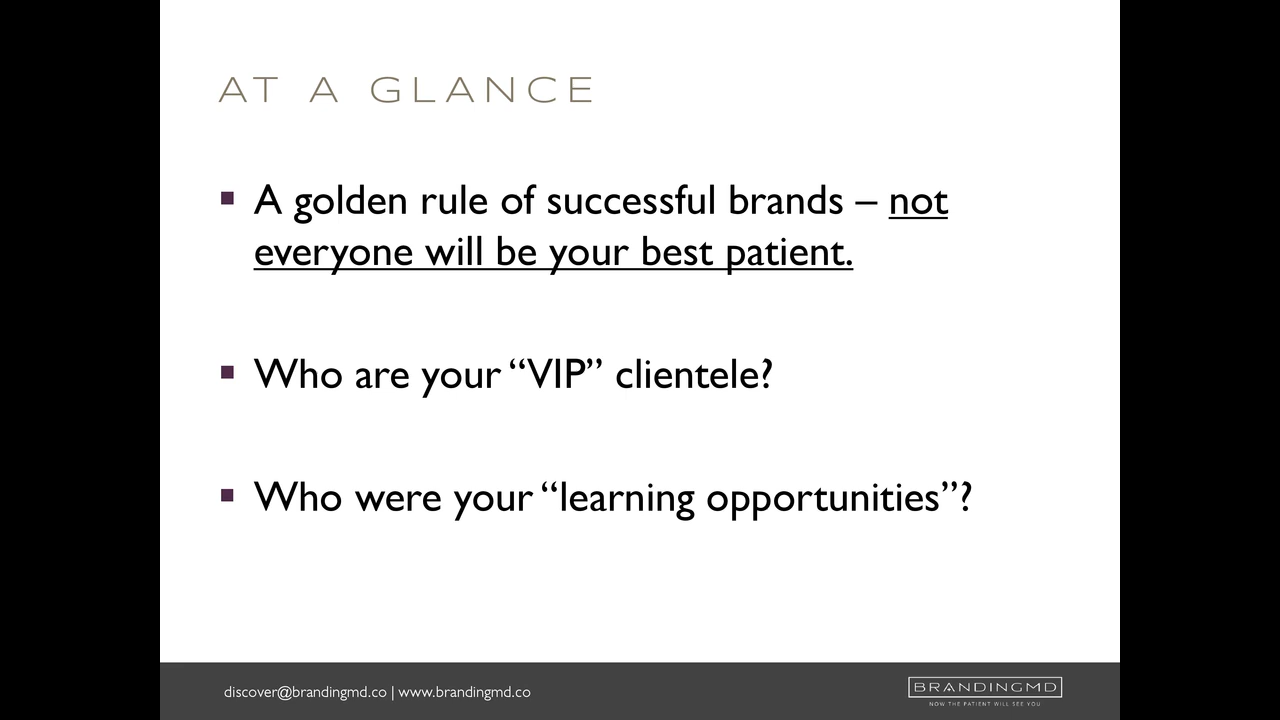 AT A GLANCE
▪ A golden rule of successful brands – not
everyone will be your best patient.
▪ Who are your “VIP” clientele?
▪ Who were your “learning opportunities”?
discover@brandingmd.co | www.brandingmd.co
BRANDINGMD
NOW THE PATIENT WILL SEE YOU